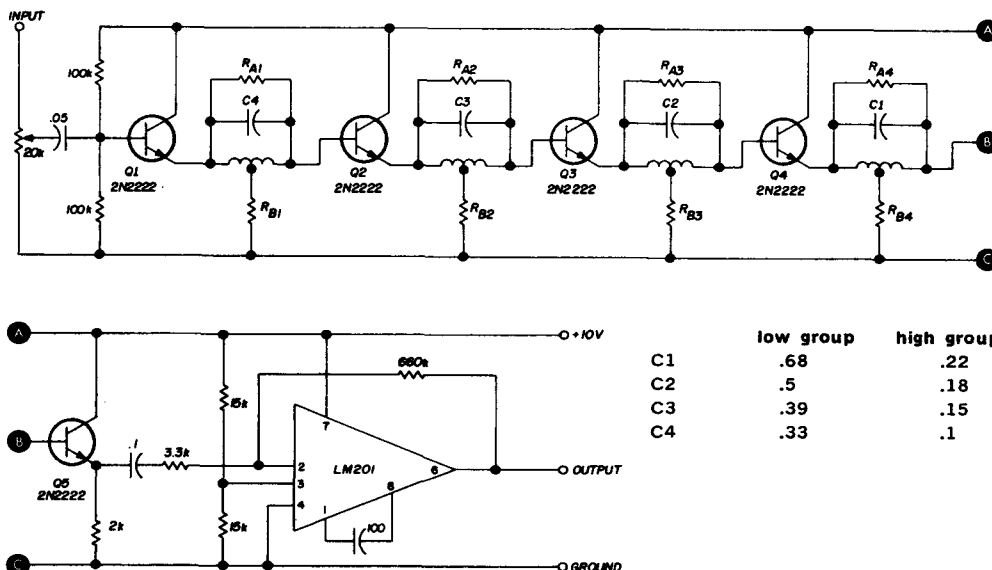 INPUT
A
RA1
RA2
RA3
RA4
100k
C4
C3
C2
C1
.05
20k
B
Q1
2N2222
Q2
2N2222
Q3
2N2222
Q4
2N2222
100k
RB1
RB2
RB3
RB4
C
A
+10V
660k
15k
7
B
.1
3.3k
2
LM201
6
OUTPUT
3
Q5
2N2222
4
1
8
2k
15k
100
C
GROUND
low group high group
C1 .68 .22
C2 .5 .18
C3 .39 .15
C4 .33 .1